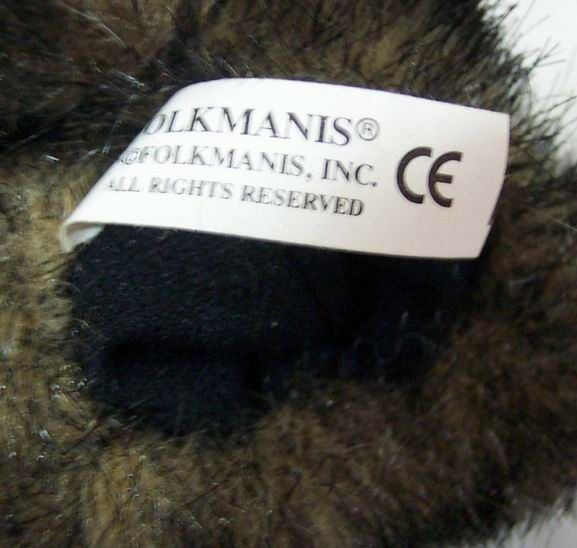 OLKMANIS®
©FOLKMANIS, INC.
ALL RIGHTS RESERVED
CE